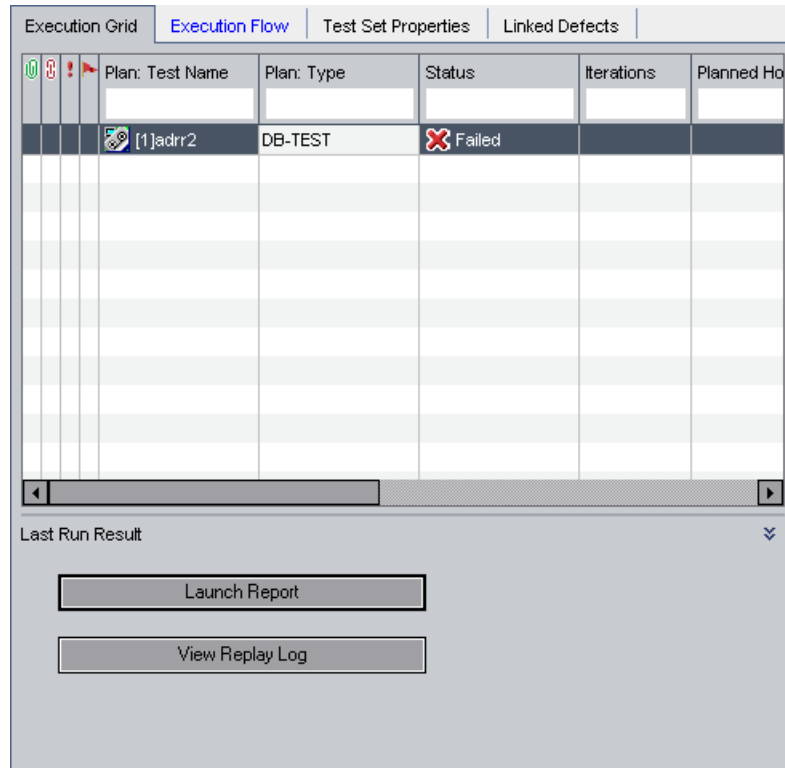 Execution Grid Execution Flow Test Set Properties Linked Defects
Plan: Test Name Plan: Type Status Iterations Planned Ho
[1]adrr2 DB-TEST Failed
Last Run Result
Launch Report
View Replay Log